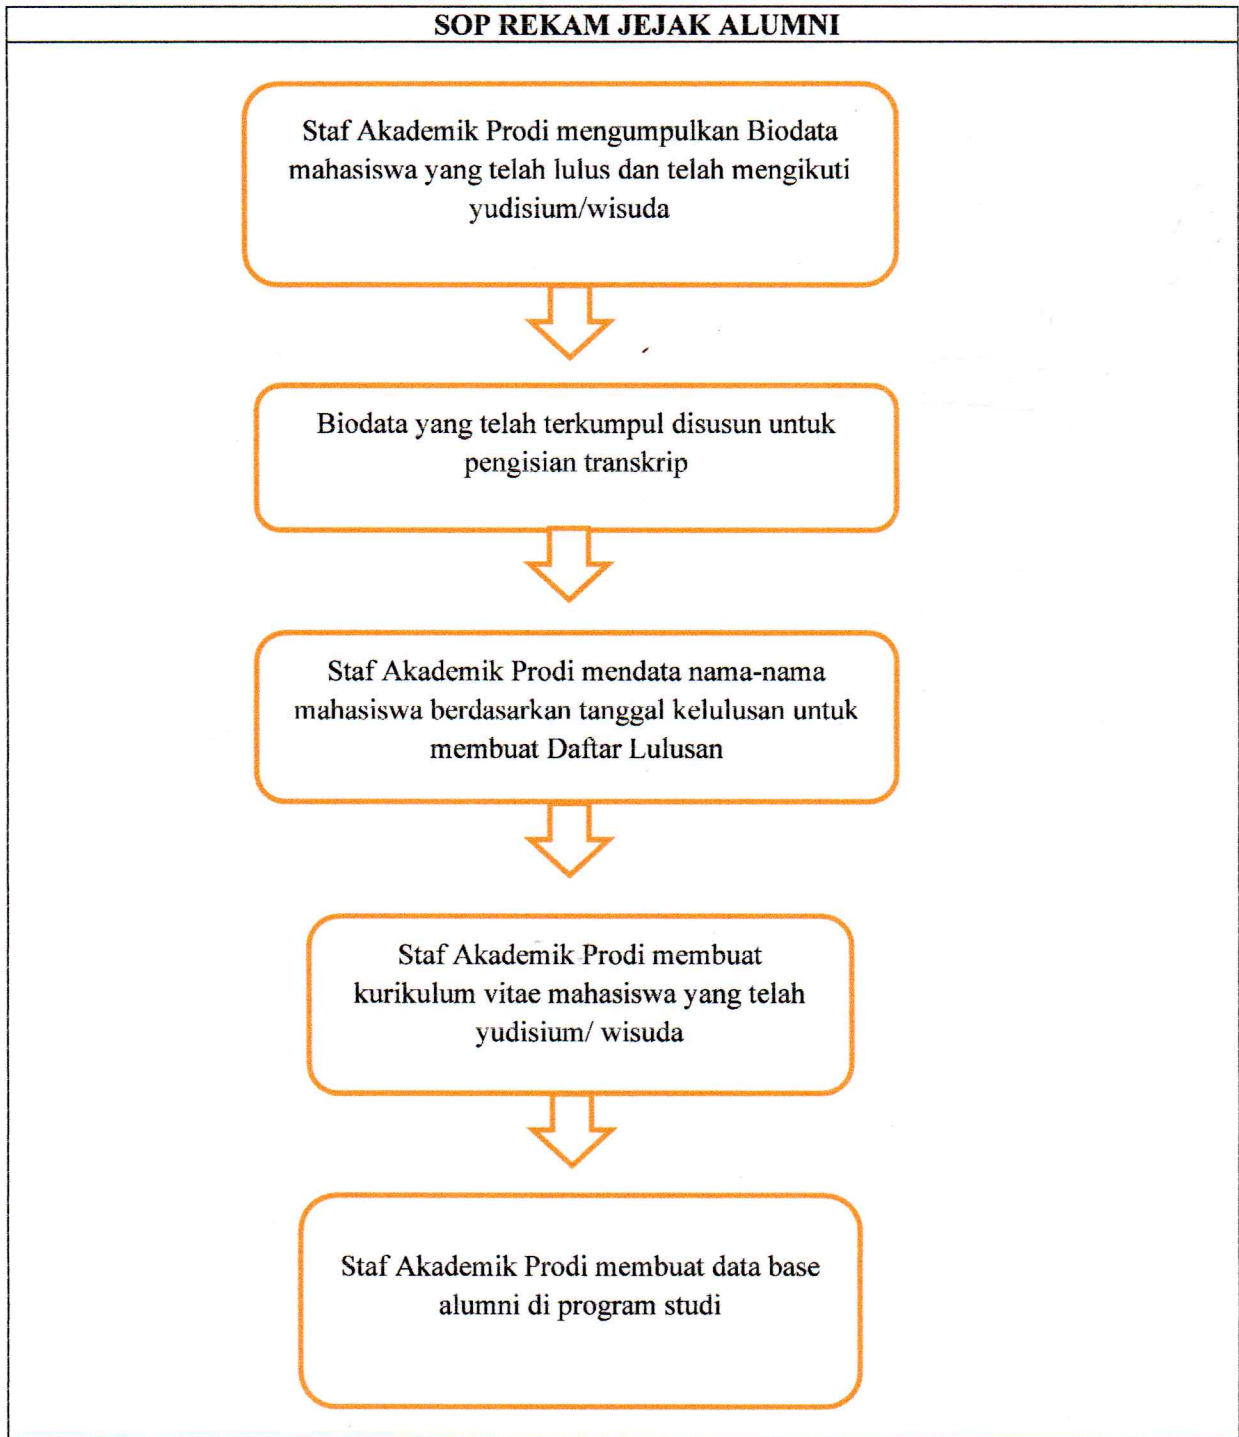 SOP REKAM JEJAK ALUMNI
Staf Akademik Prodi mengumpulkan Biodata
mahasiswa yang telah lulus dan telah mengikuti
yudisium/wisuda
Biodata yang telah terkumpul disusun untuk
pengisian transkrip
Staf Akademik Prodi mendata nama-nama
mahasiswa berdasarkan tanggal kelulusan untuk
membuat Daftar Lulusan
Staf Akademik Prodi membuat
kurikulum vitae mahasiswa yang telah
yudisium/ wisuda
Staf Akademik Prodi membuat data base
alumni di program studi